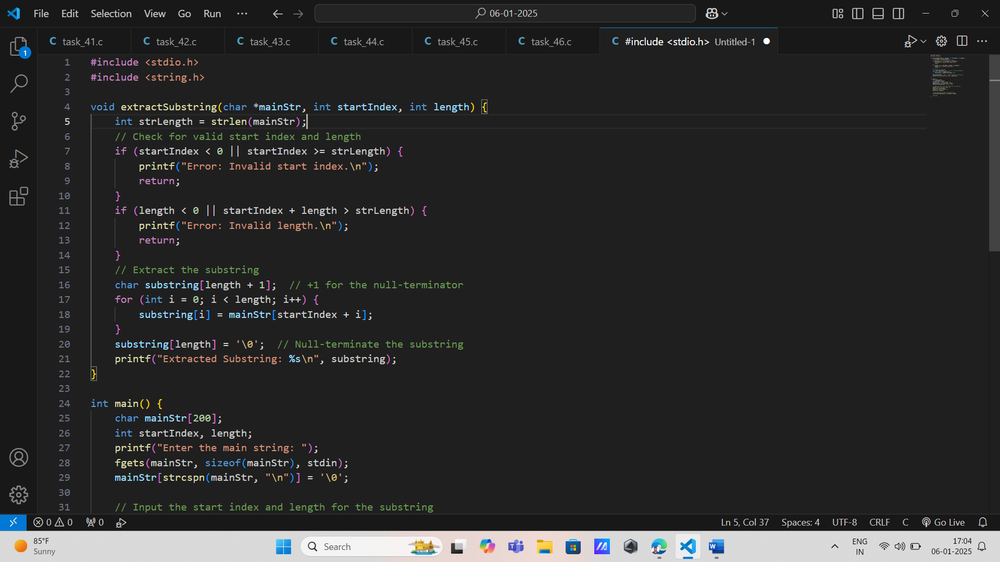 File Edit Selection View Go Run ··· 06-01-2025
C task_41.c C task_42.c C task_43.c C task_44.c C task_45.c C task_46.c C #include <stdio.h> Untitled-1
1 #include <stdio.h>
2 #include <string.h>
3
4 void extractSubstring(char *mainStr, int startIndex, int length) {
5 int strLength = strlen(mainStr);
6 // Check for valid start index and length
7 if (startIndex < 0 || startIndex >= strLength) {
8 printf("Error: Invalid start index.\n");
9 return;
10 }
11 if (length < 0 || startIndex + length > strLength) {
12 printf("Error: Invalid length.\n");
13 return;
14 }
15 // Extract the substring
16 char substring[length + 1];  // +1 for the null-terminator
17 for (int i = 0; i < length; i++) {
18 substring[i] = mainStr[startIndex + i];
19 }
20 substring[length] = '\0';  // Null-terminate the substring
21 printf("Extracted Substring: %s\n", substring);
22 }
23
24 int main() {
25 char mainStr[200];
26 int startIndex, length;
27 printf("Enter the main string: ");
28 fgets(mainStr, sizeof(mainStr), stdin);
29 mainStr[strcspn(mainStr, "\n")] = '\0';
30
31 // Input the start index and length for the substring
1
0 0 0 Ln 5, Col 37 Spaces: 4 UTF-8 CRLF C Go Live
85°F
Sunny
Search
W
ENG
IN
17:04
06-01-2025